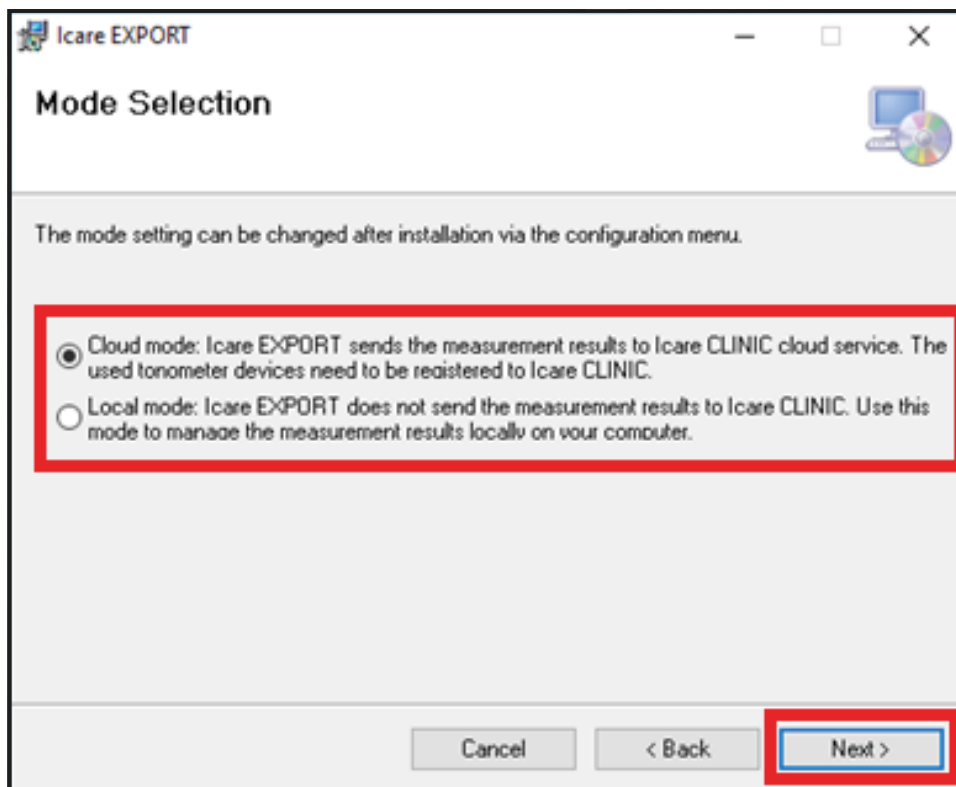 Icare EXPORT
Mode Selection
The mode setting can be changed after installation via the configuration menu.
Cloud mode: Icare EXPORT sends the measurement results to Icare CLINIC cloud service. The
used tonometer devices need to be registered to Icare CLINIC.
Local mode: Icare EXPORT does not send the measurement results to Icare CLINIC. Use this
mode to manage the measurement results locally on your computer.
Cancel
< Back
Next >